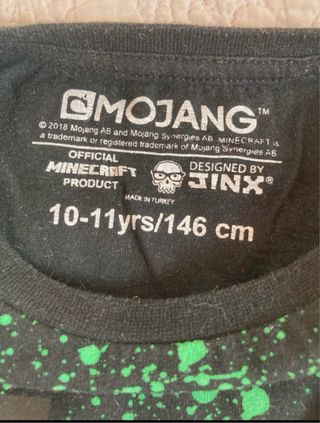 MOJANG™
© 2018 Mojang AB and Mojang Synergies AB. MINECRAFT is
a trademark or registered trademark of Mojang Synergies AB
OFFICIAL
MINECRAFT
PRODUCT
DESIGNED BY
JINX®
MADE IN TURKEY
10-11yrs/146 cm